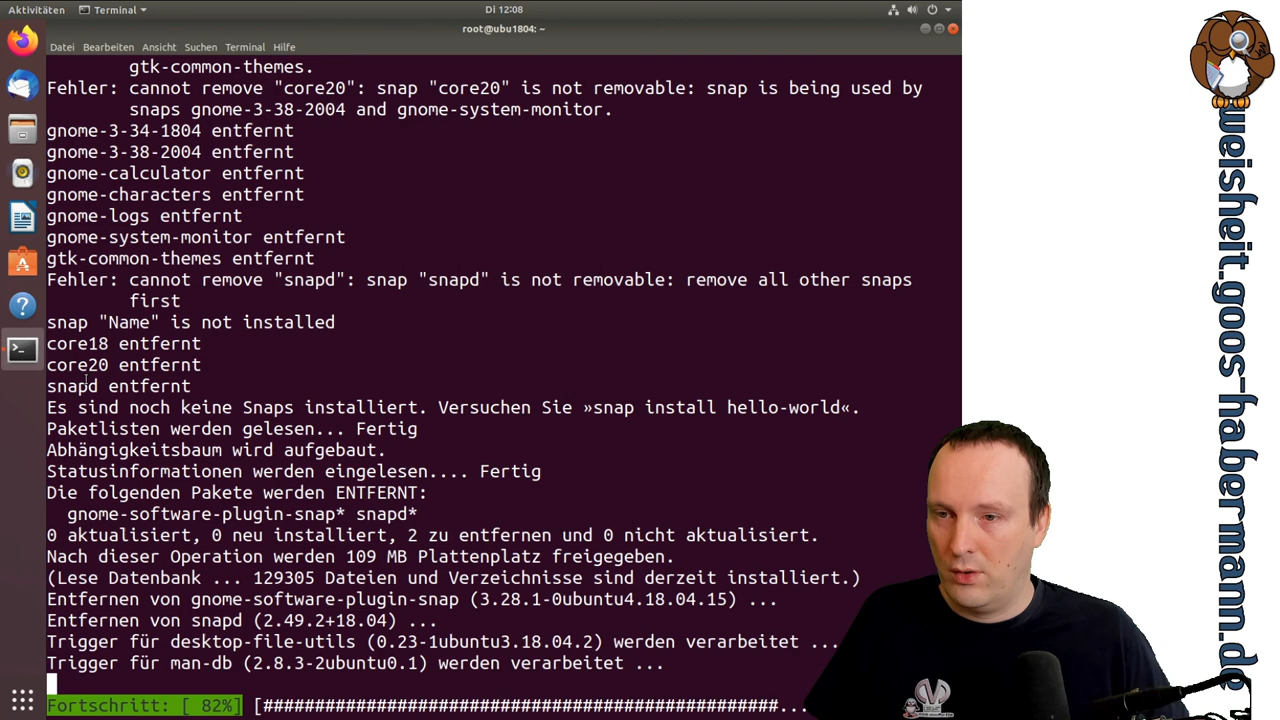 Aktivitäten
Terminal
Di 12:08
root@ubu1804: ~
Datei Bearbeiten Ansicht Suchen Terminal Hilfe
gtk-common-themes.
Fehler: cannot remove "core20": snap "core20" is not removable: snap is being used by
snaps gnome-3-38-2004 and gnome-system-monitor.
gnome-3-34-1804 entfernt
gnome-3-38-2004 entfernt
gnome-calculator entfernt
gnome-characters entfernt
gnome-logs entfernt
gnome-system-monitor entfernt
gtk-common-themes entfernt
Fehler: cannot remove "snapd": snap "snapd" is not removable: remove all other snaps
first
snap "Name" is not installed
core18 entfernt
core20 entfernt
snapd entfernt
Es sind noch keine Snaps installiert. Versuchen Sie »snap install hello-world«.
Paketlisten werden gelesen... Fertig
Abhängigkeitsbaum wird aufgebaut.
Statusinformationen werden eingelesen.... Fertig
Die folgenden Pakete werden ENTFERNT:
gnome-software-plugin-snap* snapd*
0 aktualisiert, 0 neu installiert, 2 zu entfernen und 0 nicht aktualisiert.
Nach dieser Operation werden 109 MB Plattenplatz freigegeben.
(Lese Datenbank ... 129305 Dateien und Verzeichnisse sind derzeit installiert.)
Entfernen von gnome-software-plugin-snap (3.28.1-0ubuntu4.18.04.15) ...
Entfernen von snapd (2.49.2+18.04) ...
Trigger für desktop-file-utils (0.23-1ubuntu3.18.04.2) werden verarbeitet ...
Trigger für man-db (2.8.3-2ubuntu0.1) werden verarbeitet ...
Fortschritt: [ 82%] [##################################################...
weisheit.goos-habermann.de